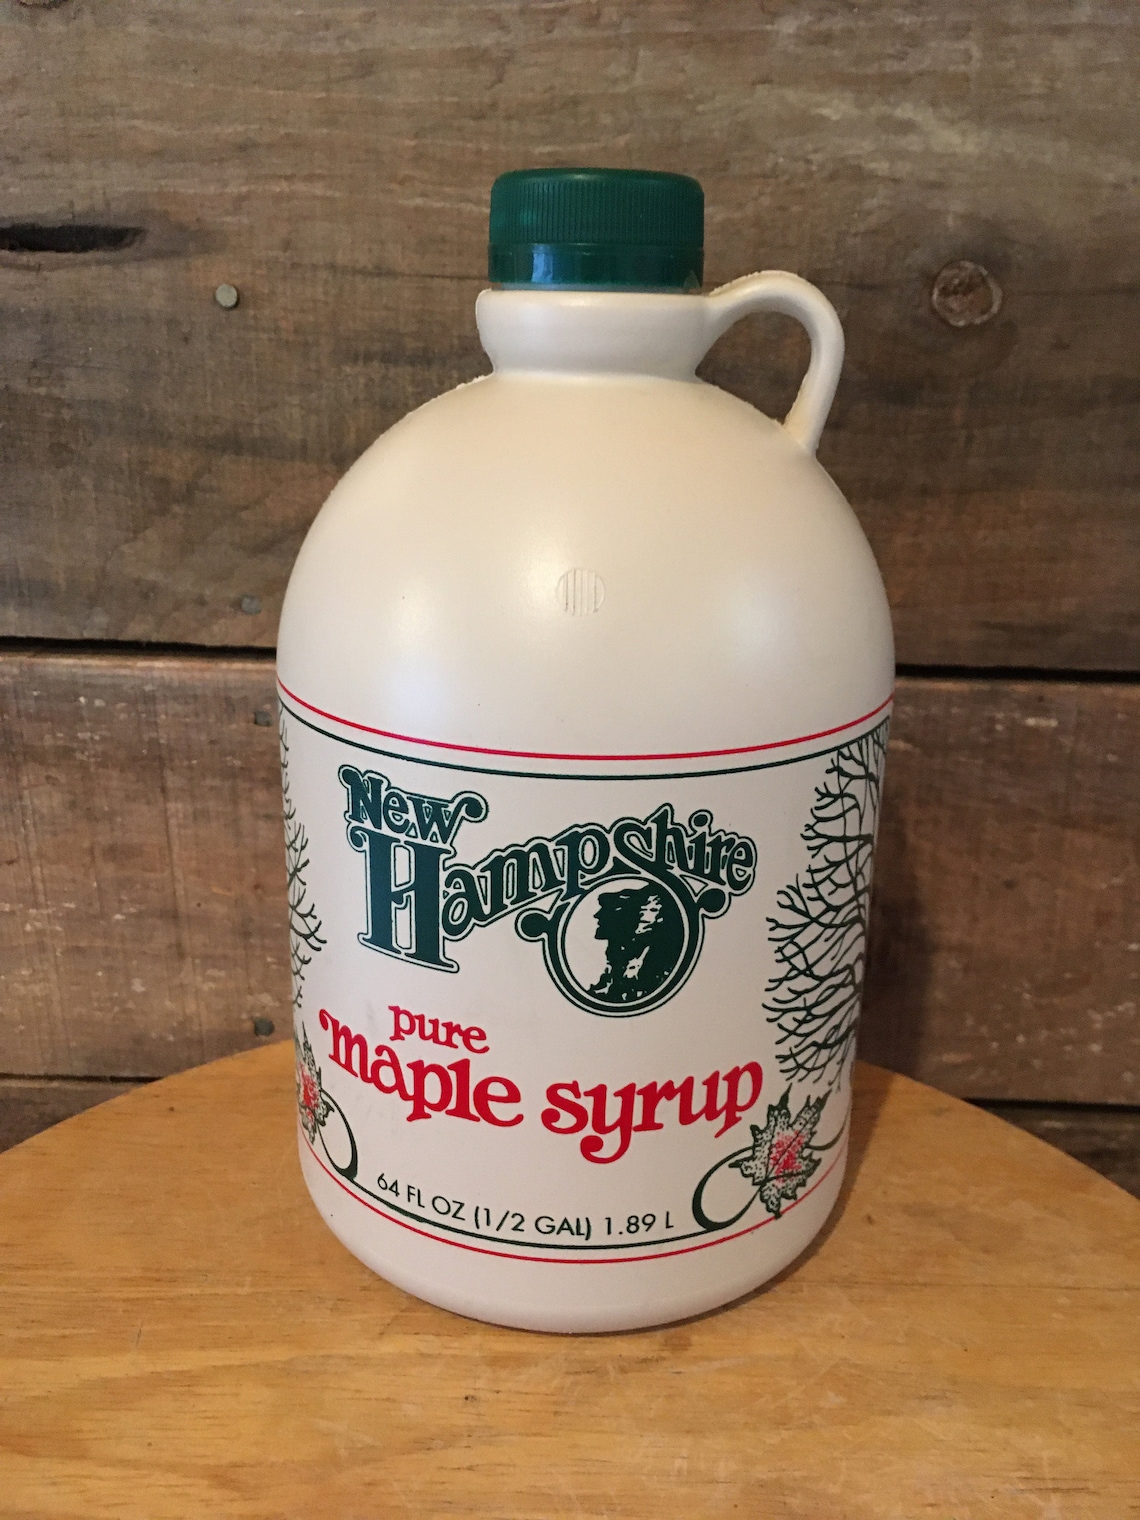 New
Hampshire
pure
maple syrup
64 FL OZ (1/2 GAL) 1.89 L